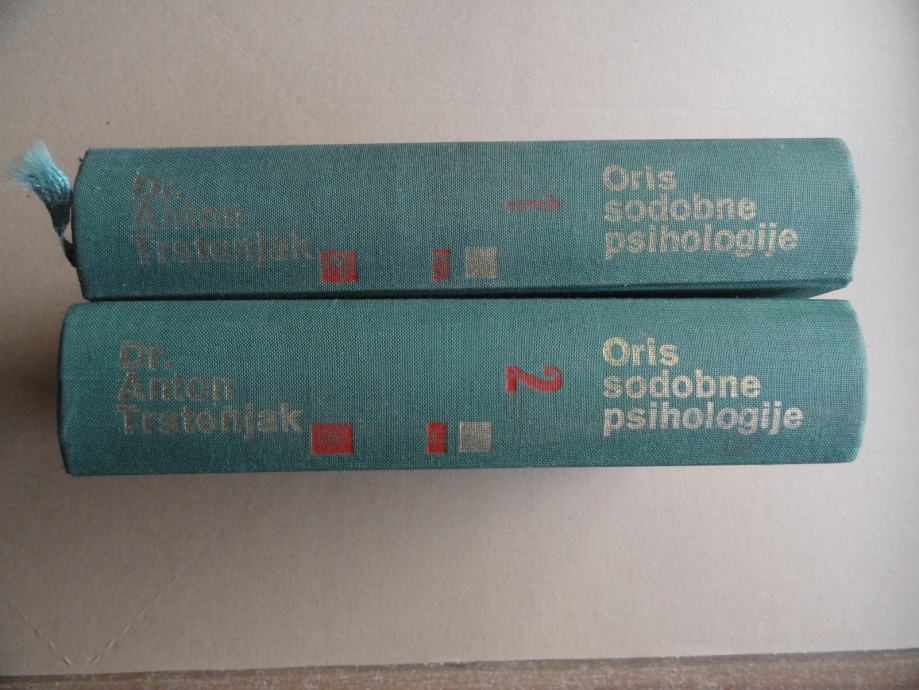 Dr.
Anton
Trstenjak
1
Oris
sodobne
psihologije
Dr.
Anton
Trstenjak
2
Oris
sodobne
psihologije